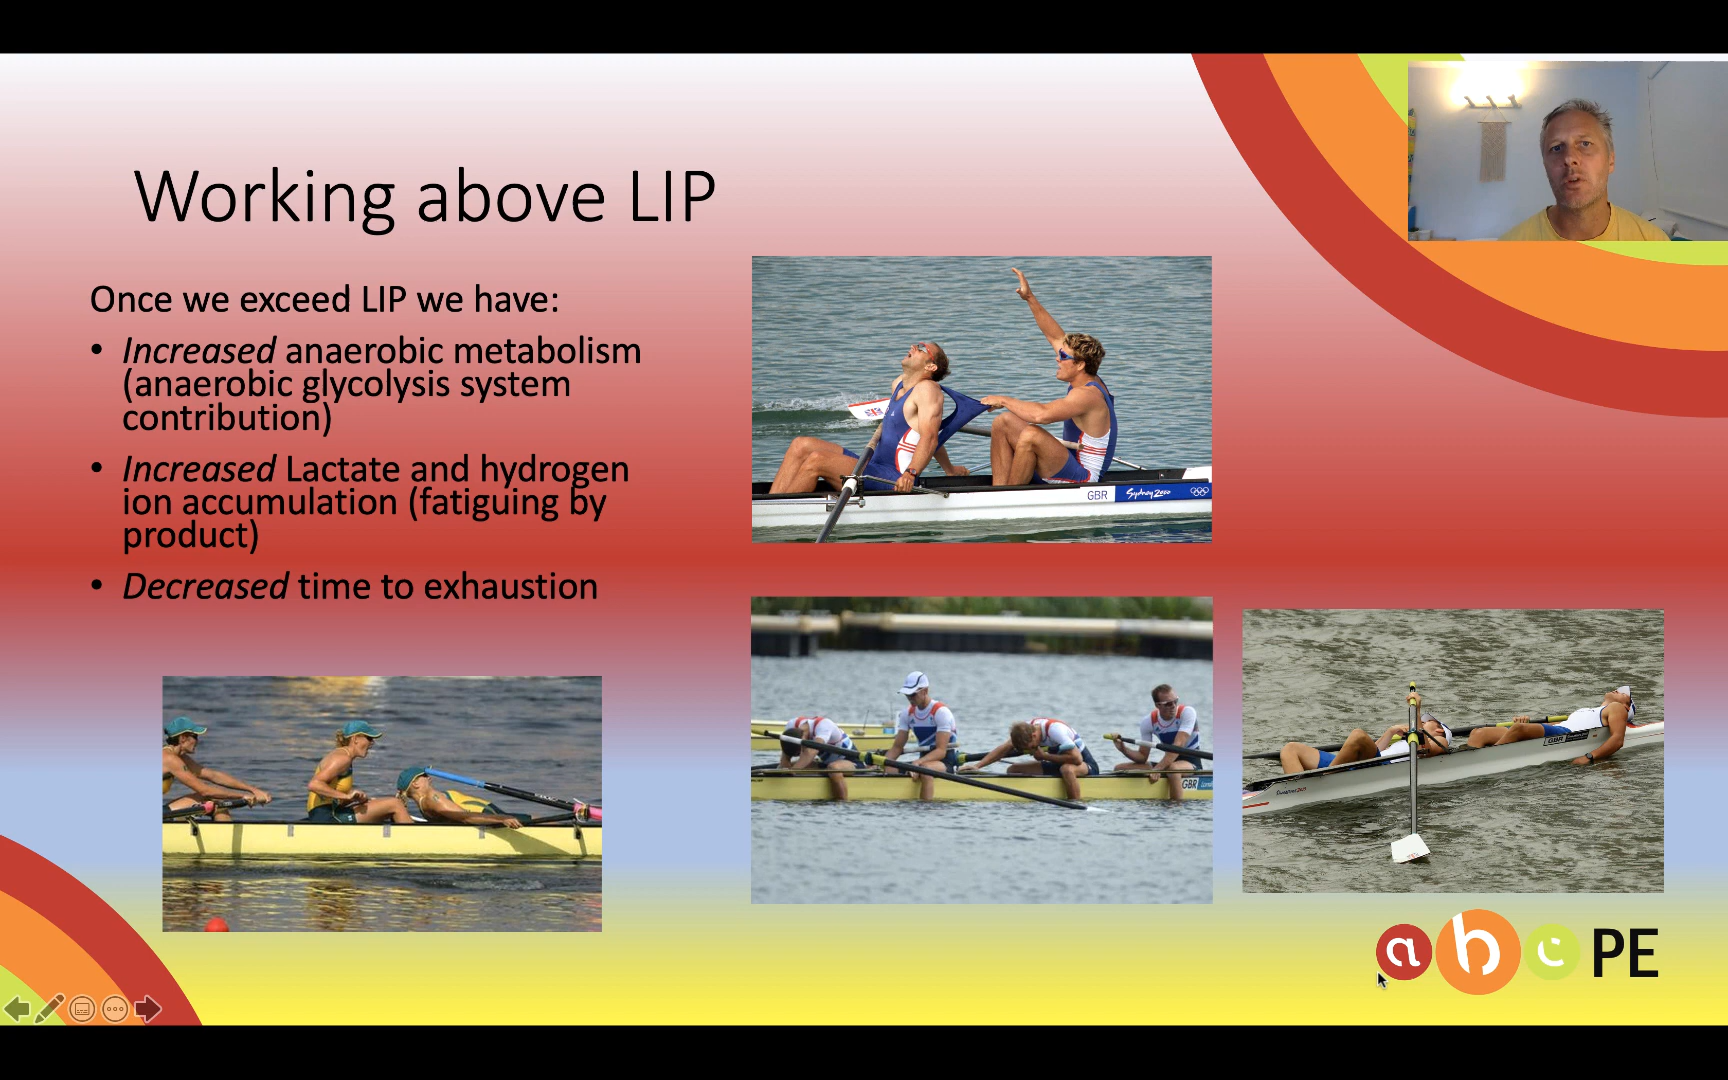 Working above LIP
Once we exceed LIP we have:
• Increased anaerobic metabolism
(anaerobic glycolysis system
contribution)
• Increased Lactate and hydrogen
ion accumulation (fatiguing by
product)
• Decreased time to exhaustion
GBR Sydney 2000
GBR
GBR
a b c PE